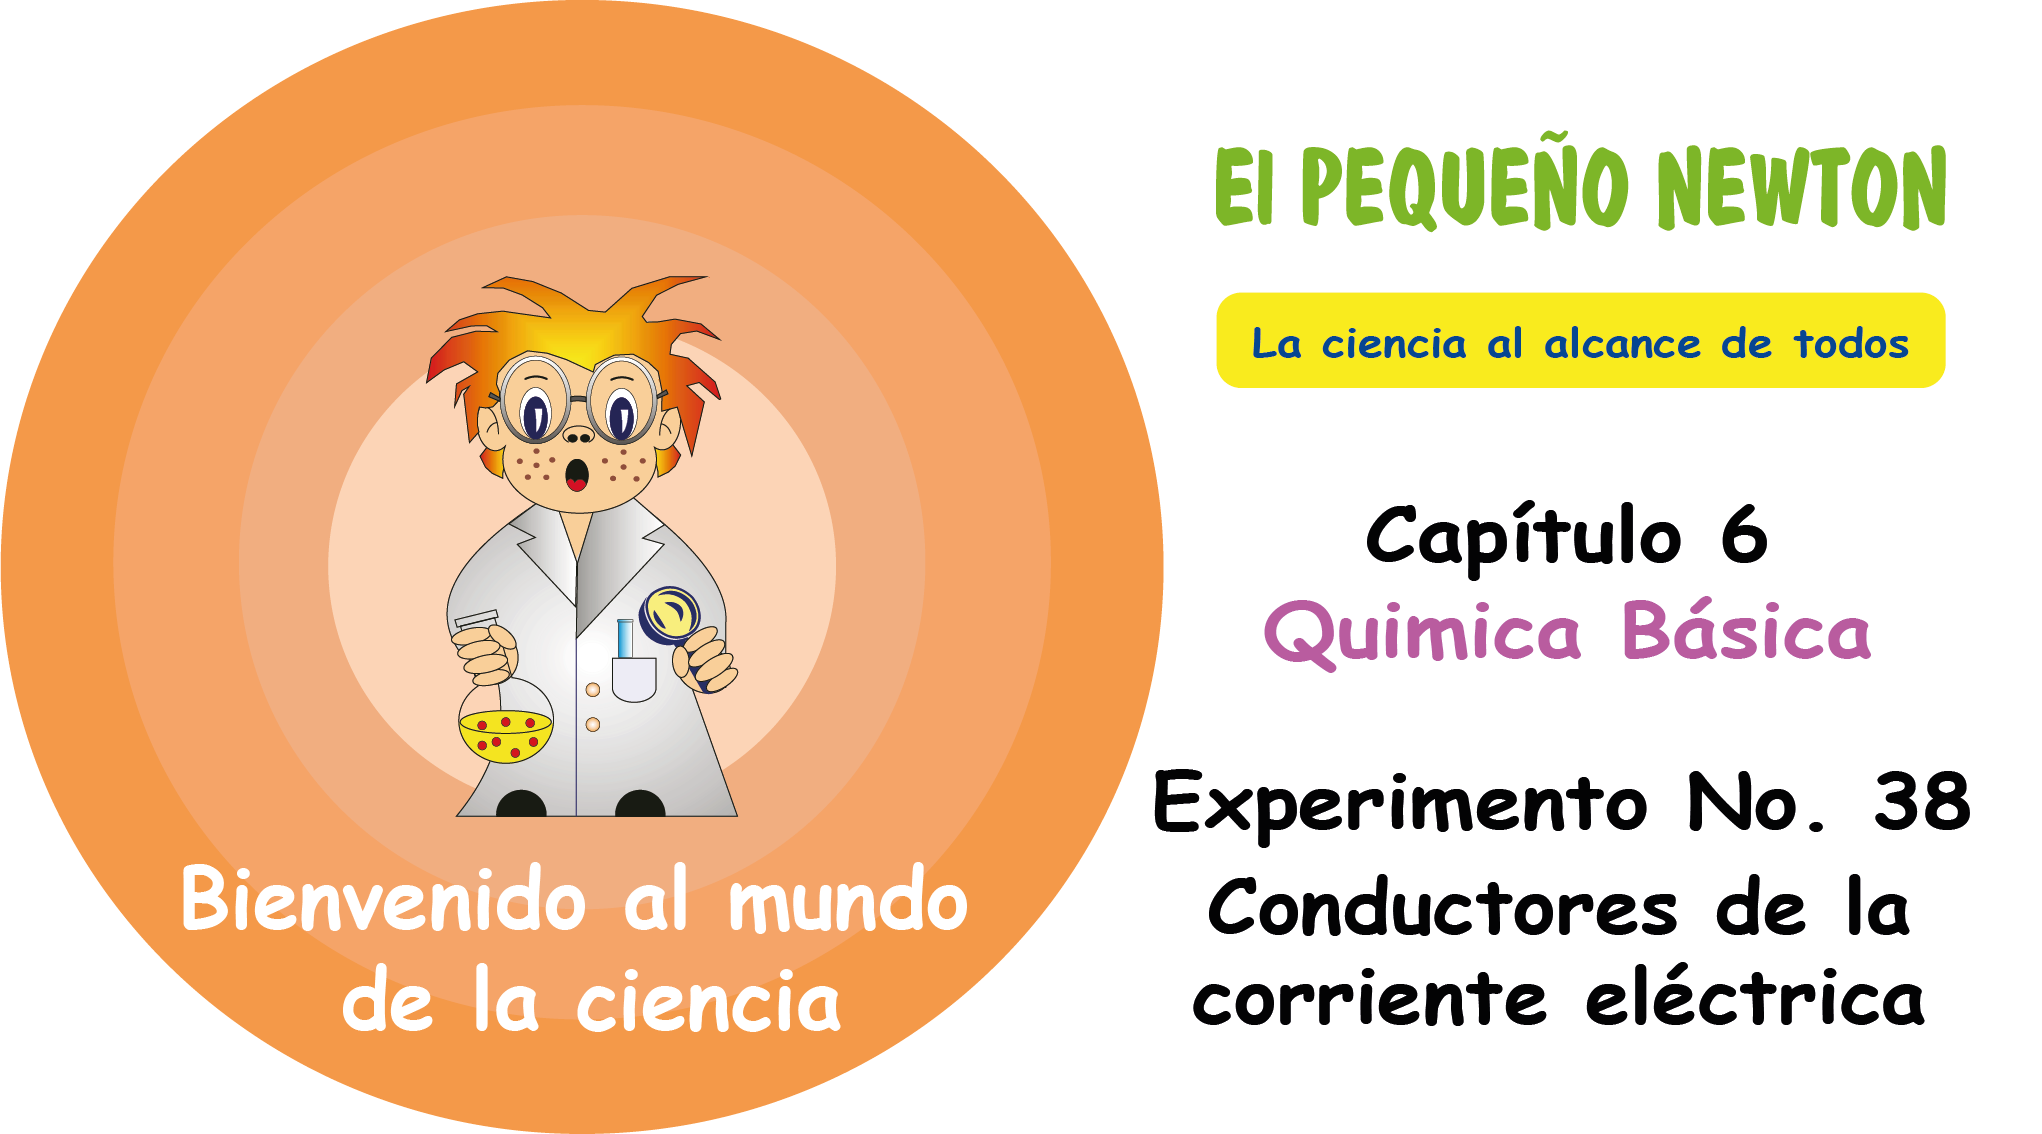 El PEQUEÑO NEWTON
La ciencia al alcance de todos
Capítulo 6
Quimica Básica
Experimento No. 38
Conductores de la
corriente eléctrica
Bienvenido al mundo
de la ciencia